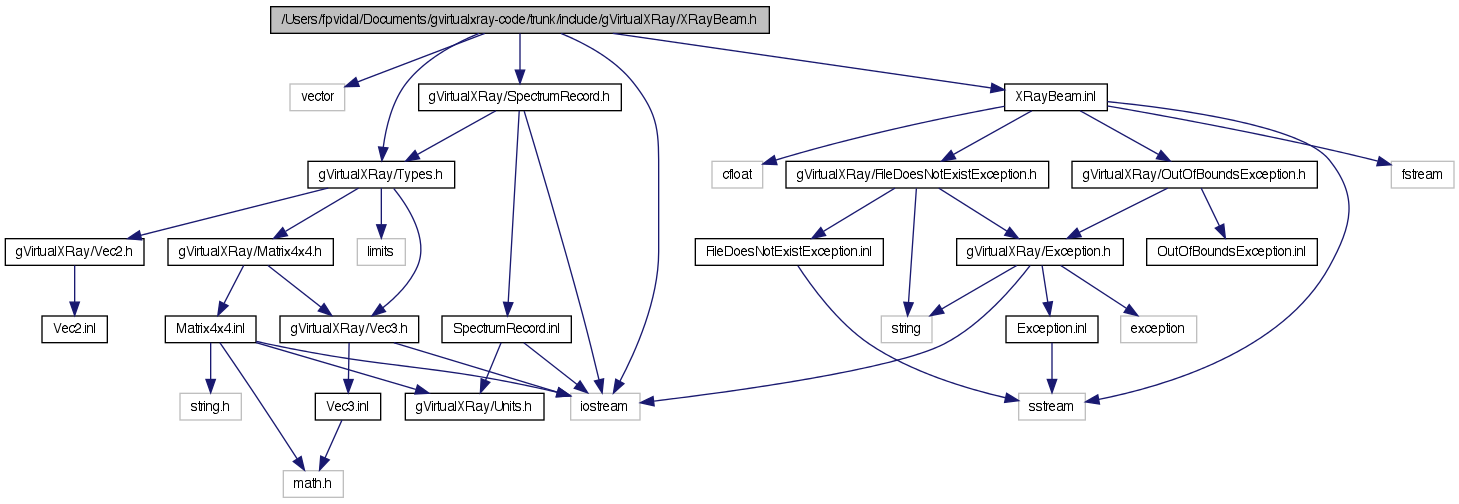 /Users/fpvidal/Documents/gvirtualxray-code/trunk/include/gVirtualXRay/XRayBeam.h
vector
gVirtualXRay/SpectrumRecord.h
XRayBeam.inl
gVirtualXRay/Types.h
cfloat
gVirtualXRay/FileDoesNotExistException.h
gVirtualXRay/OutOfBoundsException.h
fstream
gVirtualXRay/Vec2.h
gVirtualXRay/Matrix4x4.h
limits
FileDoesNotExistException.inl
gVirtualXRay/Exception.h
OutOfBoundsException.inl
Vec2.inl
Matrix4x4.inl
gVirtualXRay/Vec3.h
SpectrumRecord.inl
string
Exception.inl
exception
string.h
Vec3.inl
gVirtualXRay/Units.h
iostream
sstream
math.h